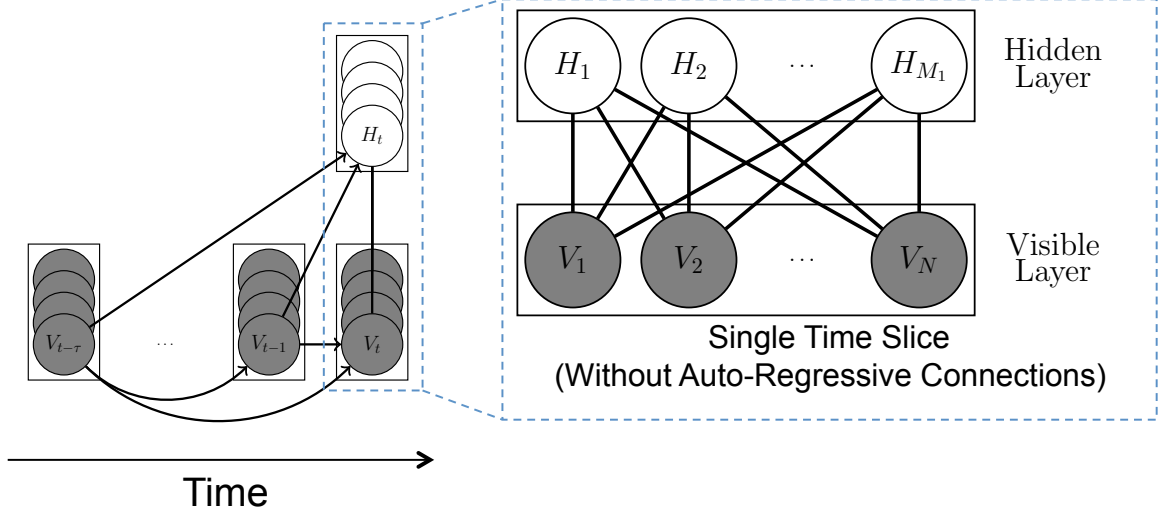 H_t
V_{t-τ}
...
V_{t-1}
V_t
Time
H_1
H_2
...
H_{M_1}
Hidden
Layer
V_1
V_2
...
V_N
Visible
Layer
Single Time Slice
(Without Auto-Regressive Connections)